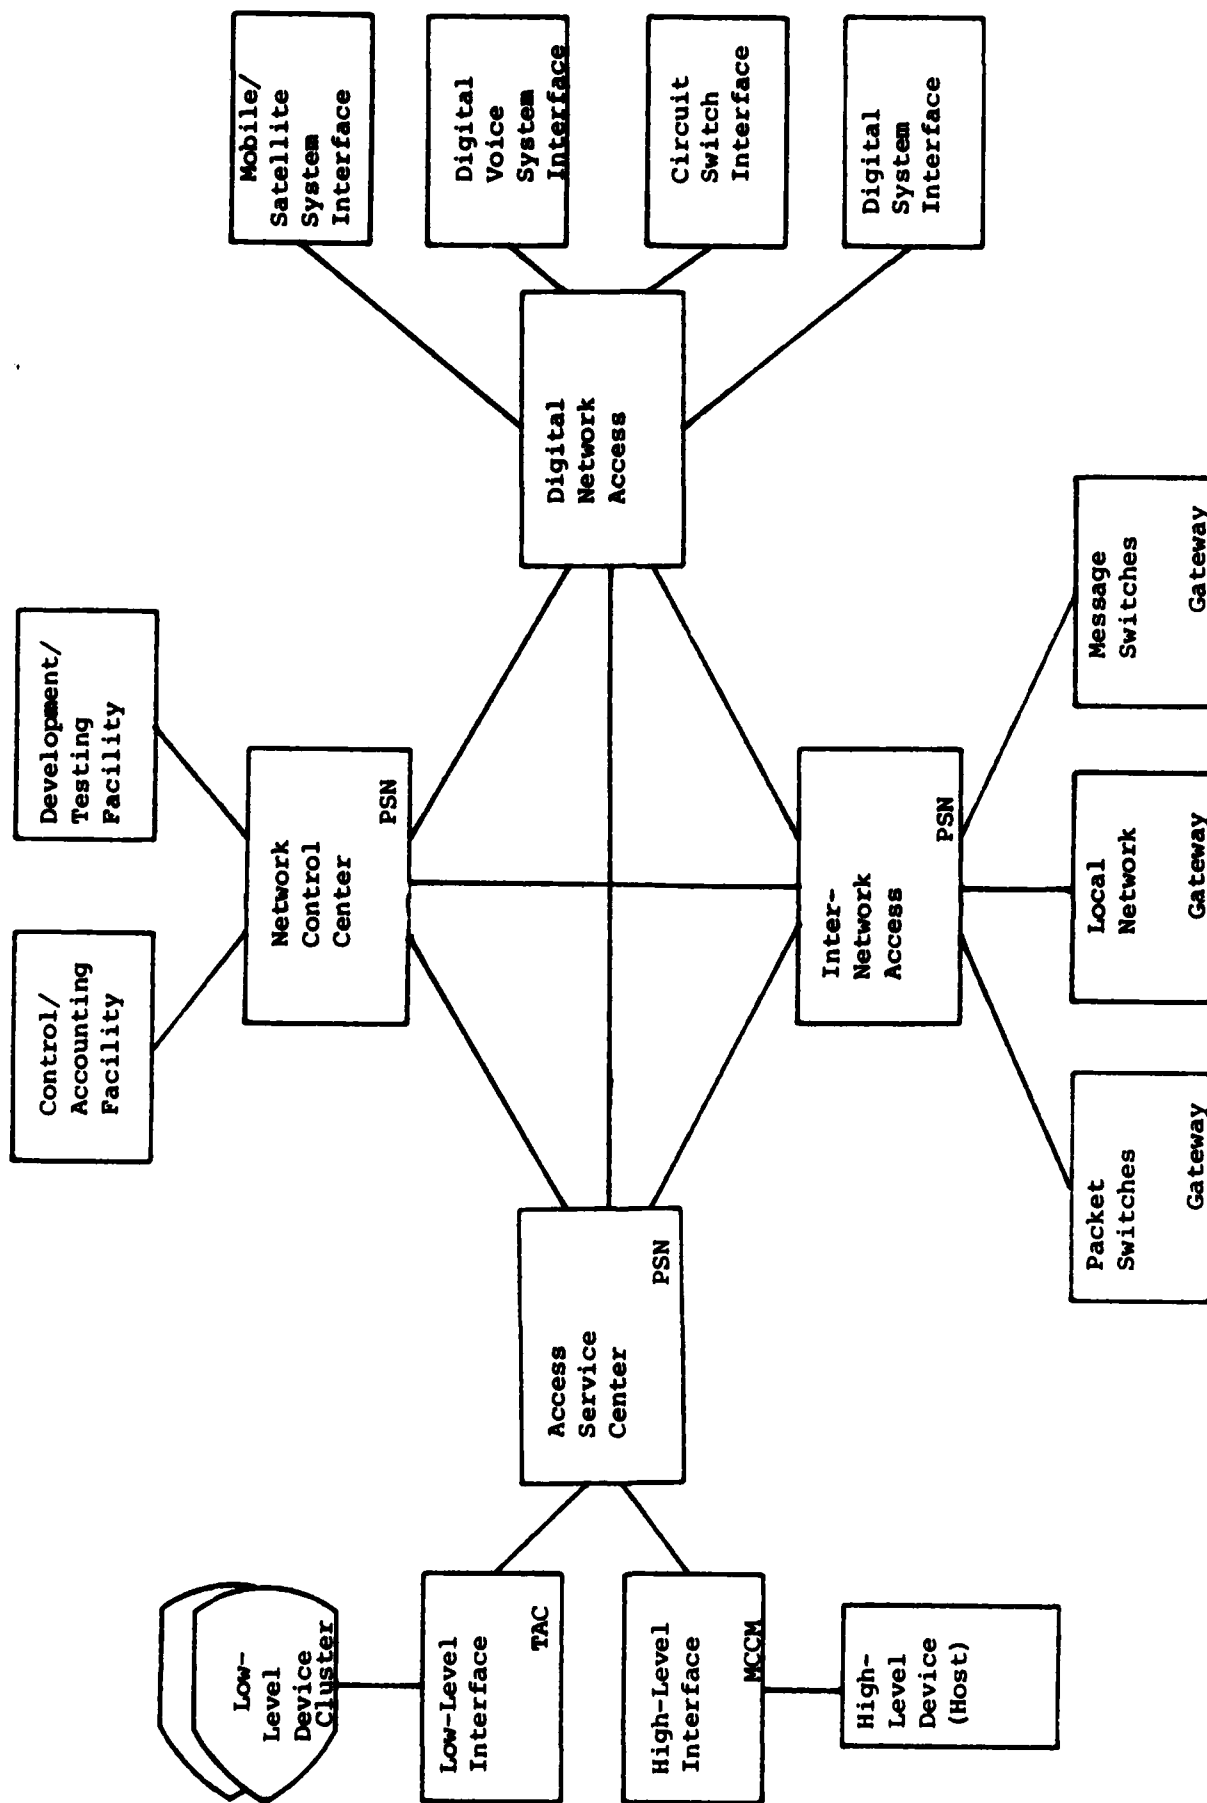 Low-
Level
Device
Cluster
Low-Level
Interface
TAC
High-Level
Interface
MCCM
High-
Level
Device
(Host)
Access
Service
Center
PSN
Control/
Accounting
Facility
Development/
Testing
Facility
Network
Control
Center
PSN
Inter-
Network
Access
PSN
Packet
Switches
Gateway
Local
Network
Gateway
Message
Switches
Gateway
Digital
Network
Access
Mobile/
Satellite
System
Interface
Digital
Voice
System
Interface
Circuit
Switch
Interface
Digital
System
Interface